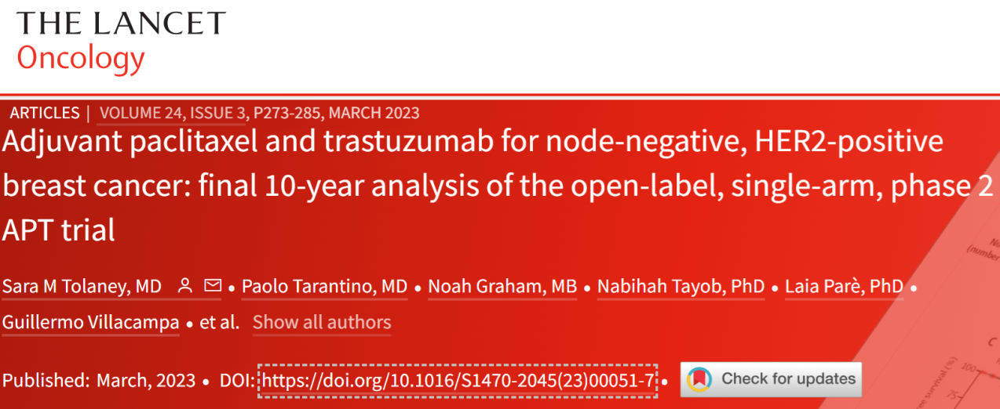 THE LANCET
Oncology
ARTICLES | VOLUME 24, ISSUE 3, P273-285, MARCH 2023
Adjuvant paclitaxel and trastuzumab for node-negative, HER2-positive
breast cancer: final 10-year analysis of the open-label, single-arm, phase 2
APT trial
Sara M Tolaney, MD • Paolo Tarantino, MD • Noah Graham, MB • Nabihah Tayob, PhD • Laia Parè, PhD •
Guillermo Villacampa • et al. Show all authors
Published: March, 2023 • DOI: https://doi.org/10.1016/S1470-2045(23)00051-7 • Check for updates
(number
C
100
75